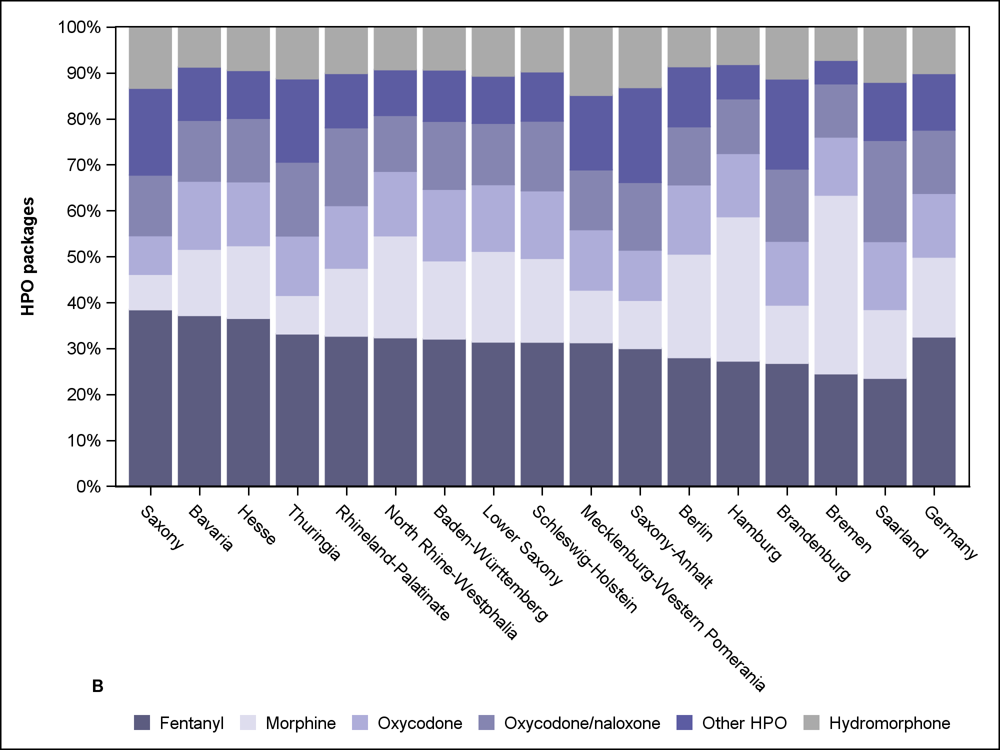 100%
90%
80%
70%
60%
50%
40%
30%
20%
10%
0%
HPO packages
Saxony
Bavaria
Hesse
Thuringia
Rhineland-Palatinate
North Rhine-Westphalia
Baden-Württemberg
Lower Saxony
Schleswig-Holstein
Mecklenburg-Western Pomerania
Saxony-Anhalt
Berlin
Hamburg
Brandenburg
Bremen
Saarland
Germany
B
Fentanyl Morphine Oxycodone Oxycodone/naloxone Other HPO Hydromorphone